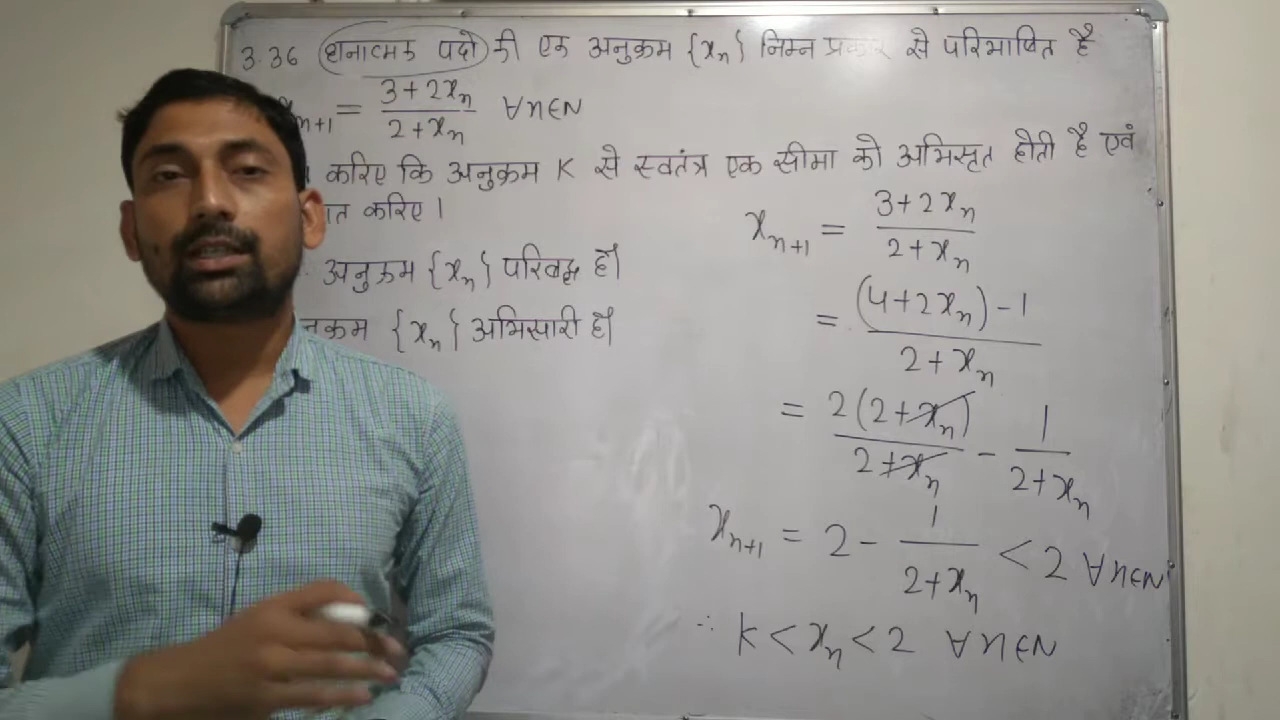 3.36 धनात्मक पदों की एक अनुक्रम {xₙ} निम्न प्रकार से परिभाषित है
ₙ₊₁ = (3+2xₙ)/(2+xₙ) ∀n∈N
करिए कि अनुक्रम K से स्वतंत्र एक सीमा को अभिसृत होती है एवं
करिए।
अनुक्रम {xₙ} परिबद्ध है।
{xₙ} अभिसारी है।
xₙ₊₁ = (3+2xₙ)/(2+xₙ)
= ((4+2xₙ)-1)/(2+xₙ)
= 2(2+xₙ)/(2+xₙ) - 1/(2+xₙ)
xₙ₊₁ = 2 - 1/(2+xₙ) < 2 ∀n∈N
∴ K < xₙ < 2 ∀n∈N